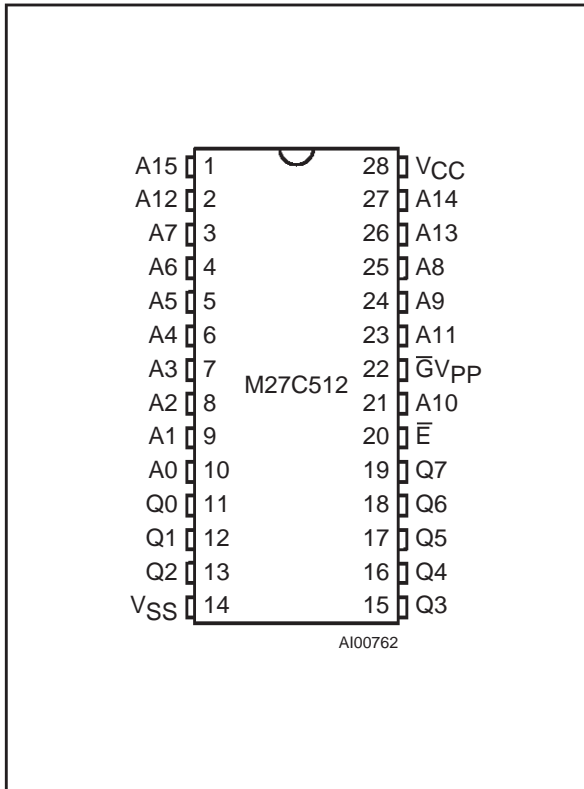 A15 1 28 VCC
A12 2 27 A14
A7 3 26 A13
A6 4 25 A8
A5 5 24 A9
A4 6 23 A11
A3 7 22 G̅VPP
M27C512
A2 8 21 A10
A1 9 20 E̅
A0 10 19 Q7
Q0 11 18 Q6
Q1 12 17 Q5
Q2 13 16 Q4
VSS 14 15 Q3
AI00762